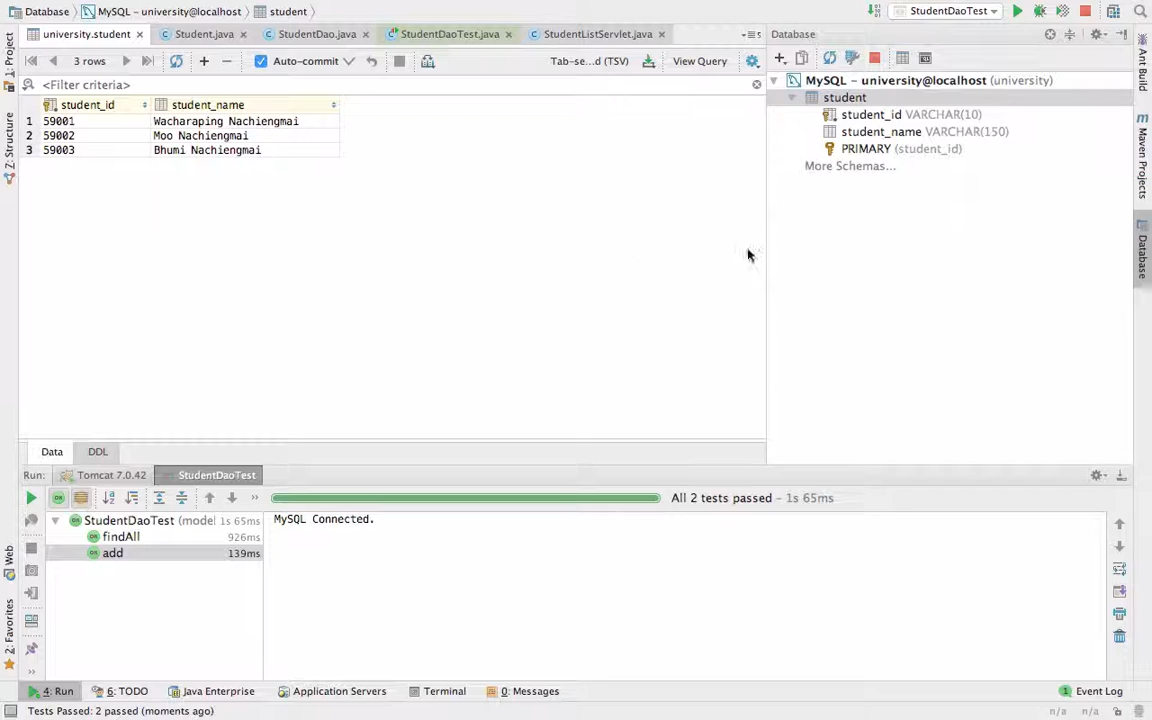 Database MySQL - university@localhost student StudentDaoTest
university.student Student.java StudentDao.java StudentDaoTest.java StudentListServlet.java Database
3 rows Auto-commit Tab-se...d (TSV) View Query
<Filter criteria>
MySQL - university@localhost (university)
student
student_id VARCHAR(10)
student_name VARCHAR(150)
PRIMARY (student_id)
More Schemas...
student_id student_name
1 59001 Wacharaping Nachiengmai
2 59002 Moo Nachiengmai
3 59003 Bhumi Nachiengmai
Data DDL
Run: Tomcat 7.0.42 StudentDaoTest
All 2 tests passed - 1s 65ms
StudentDaoTest (model 1s 65ms
findAll 926ms
add 139ms
MySQL Connected.
4: Run 6: TODO Java Enterprise Application Servers Terminal 0: Messages 1 Event Log
Tests Passed: 2 passed (moments ago) n/a n/a
1: Project
7: Structure
Web
2: Favorites
Ant Build
Maven Projects
Database